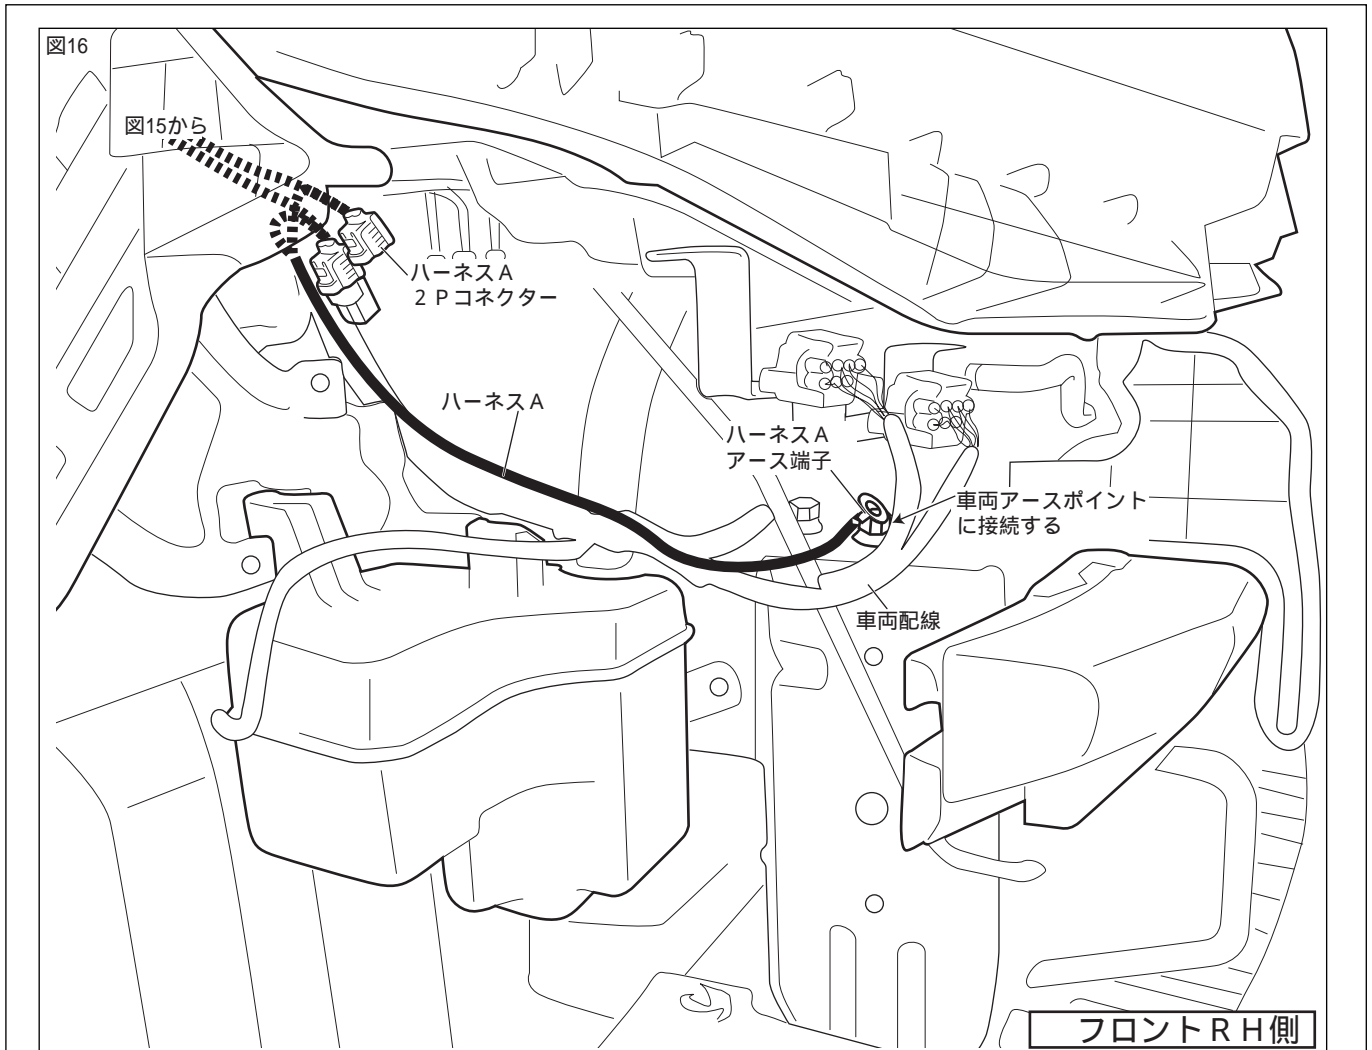 図16
図15から
ハーネスA
2Pコネクター
ハーネスA
ハーネスA
アース端子
車両アースポイント
に接続する
車両配線
フロントRH側